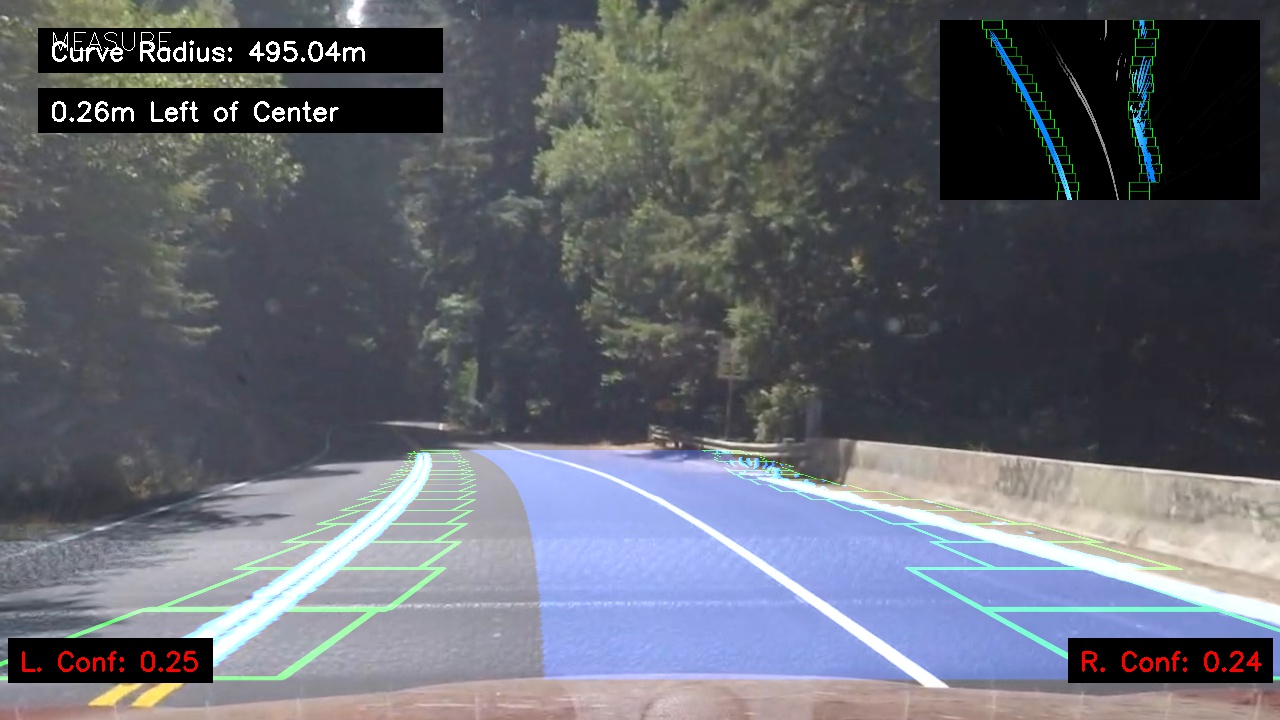 MEASURE
Curve Radius: 495.04m
0.26m Left of Center
L. Conf: 0.25
R. Conf: 0.24